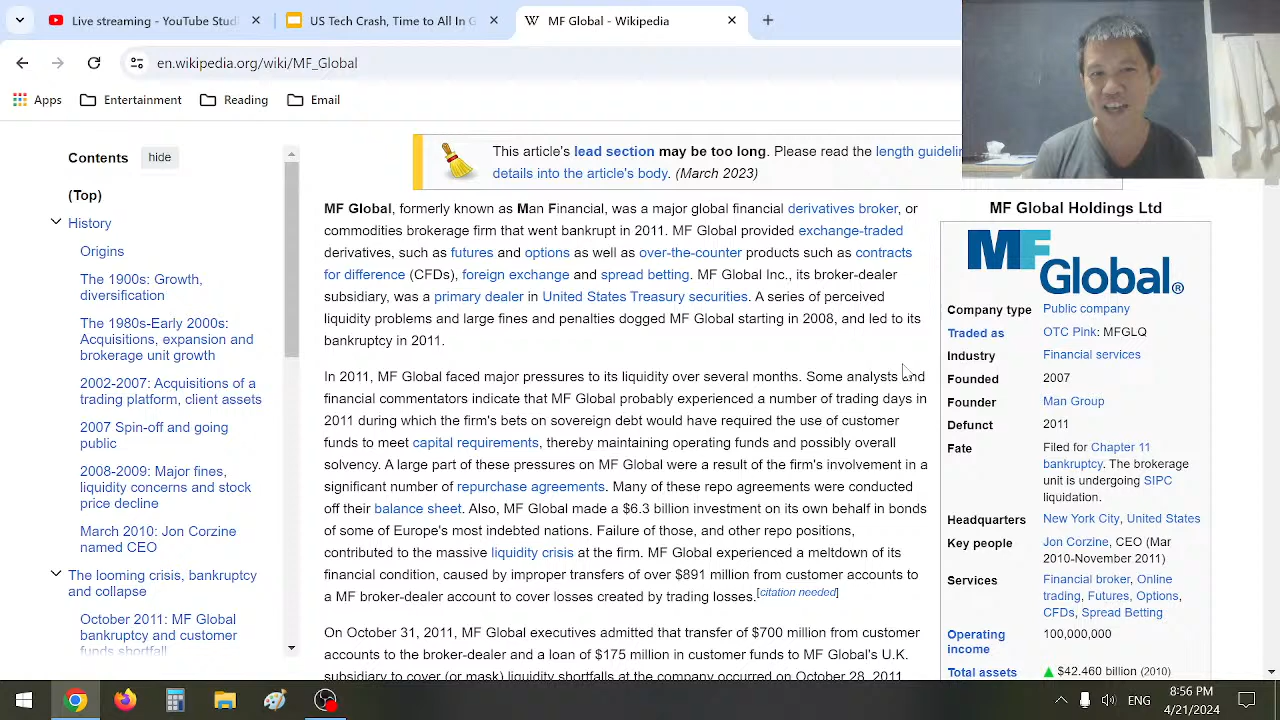 Live streaming - YouTube Studi
US Tech Crash, Time to All In G
MF Global - Wikipedia
en.wikipedia.org/wiki/MF_Global
Apps
Entertainment
Reading
Email
Contents
hide
(Top)
History
Origins
The 1900s: Growth,
diversification
The 1980s-Early 2000s:
Acquisitions, expansion and
brokerage unit growth
2002-2007: Acquisitions of a
trading platform, client assets
2007 Spin-off and going
public
2008-2009: Major fines,
liquidity concerns and stock
price decline
March 2010: Jon Corzine
named CEO
The looming crisis, bankruptcy
and collapse
October 2011: MF Global
bankruptcy and customer
funds shortfall
This article's lead section may be too long. Please read the length guidelin
details into the article's body. (March 2023)
MF Global, formerly known as Man Financial, was a major global financial derivatives broker, or
commodities brokerage firm that went bankrupt in 2011. MF Global provided exchange-traded
derivatives, such as futures and options as well as over-the-counter products such as contracts
for difference (CFDs), foreign exchange and spread betting. MF Global Inc., its broker-dealer
subsidiary, was a primary dealer in United States Treasury securities. A series of perceived
liquidity problems and large fines and penalties dogged MF Global starting in 2008, and led to its
bankruptcy in 2011.
In 2011, MF Global faced major pressures to its liquidity over several months. Some analysts and
financial commentators indicate that MF Global probably experienced a number of trading days in
2011 during which the firm's bets on sovereign debt would have required the use of customer
funds to meet capital requirements, thereby maintaining operating funds and possibly overall
solvency. A large part of these pressures on MF Global were a result of the firm's involvement in a
significant number of repurchase agreements. Many of these repo agreements were conducted
off their balance sheet. Also, MF Global made a $6.3 billion investment on its own behalf in bonds
of some of Europe's most indebted nations. Failure of those, and other repo positions,
contributed to the massive liquidity crisis at the firm. MF Global experienced a meltdown of its
financial condition, caused by improper transfers of over $891 million from customer accounts to
a MF broker-dealer account to cover losses created by trading losses.[citation needed]
On October 31, 2011, MF Global executives admitted that transfer of $700 million from customer
accounts to the broker-dealer and a loan of $175 million in customer funds to MF Global's U.K.
subsidiary to cover (or mask) liquidity shortfalls at the company occurred on October 28, 2011
MF Global Holdings Ltd
MF Global®
Company type Public company
Traded as OTC Pink: MFGLQ
Industry Financial services
Founded 2007
Founder Man Group
Defunct 2011
Fate Filed for Chapter 11
bankruptcy. The brokerage
unit is undergoing SIPC
liquidation.
Headquarters New York City, United States
Key people Jon Corzine, CEO (Mar
2010-November 2011)
Services Financial broker, Online
trading, Futures, Options,
CFDs, Spread Betting
Operating 100,000,000
income
Total assets $42.460 billion (2010)
ENG
8:56 PM
4/21/2024